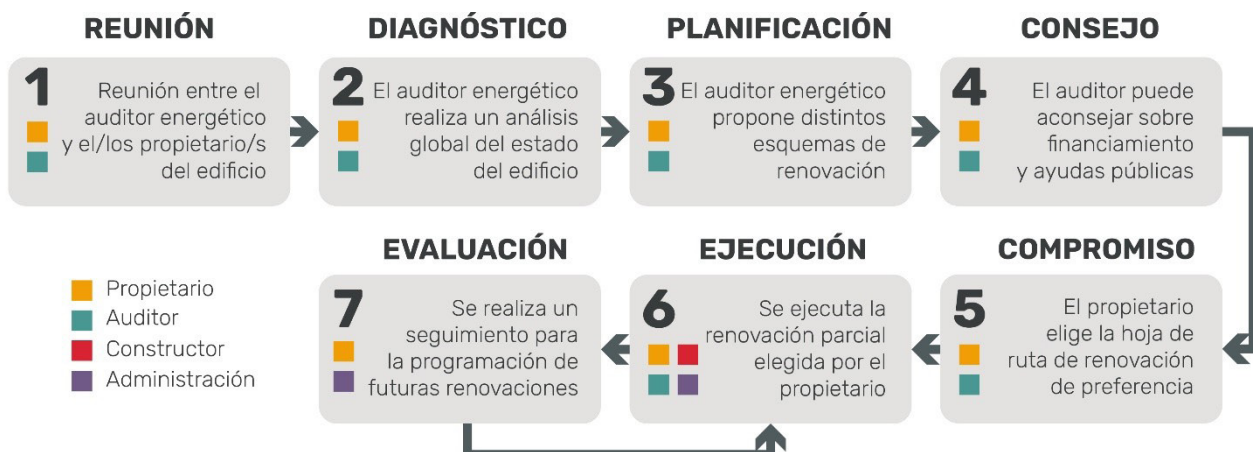 REUNIÓN
1
Reunión entre el
auditor energético
y el/los propietario/s
del edificio
DIAGNÓSTICO
2
El auditor energético
realiza un análisis
global del estado
del edificio
PLANIFICACIÓN
3
El auditor energético
propone distintos
esquemas de
renovación
CONSEJO
4
El auditor puede
aconsejar sobre
financiamiento
y ayudas públicas
COMPROMISO
5
El propietario
elige la hoja de
ruta de renovación
de preferencia
EJECUCIÓN
6
Se ejecuta la
renovación parcial
elegida por el
propietario
EVALUACIÓN
7
Se realiza un
seguimiento para
la programación de
futuras renovaciones
Propietario
Auditor
Constructor
Administración